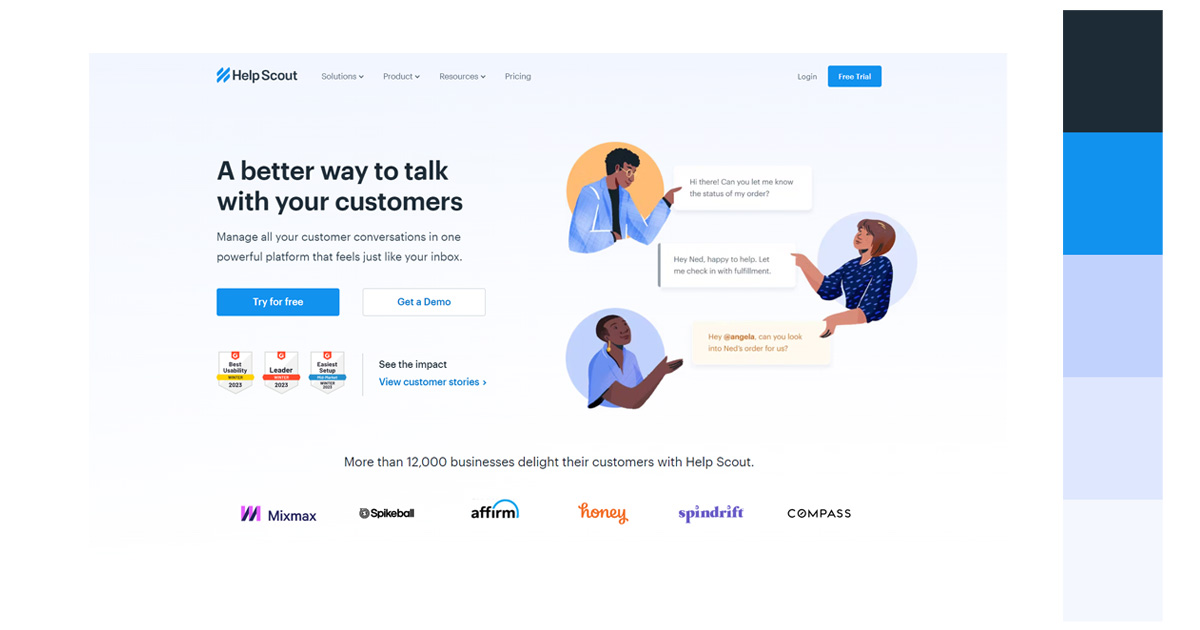 Help Scout
Solutions
Product
Resources
Pricing
Login
Free Trial
A better way to talk
with your customers
Manage all your customer conversations in one
powerful platform that feels just like your inbox.
Try for free
Get a Demo
Best
Usability
WINTER
2023
Leader
WINTER
2023
Easiest
Setup
Mid-Market
WINTER
2023
See the impact
View customer stories ›
Hi there! Can you let me know
the status of my order?
Hey Ned, happy to help. Let
me check in with fulfillment.
Hey @angela, can you look
into Ned's order for us?
More than 12,000 businesses delight their customers with Help Scout.
Mixmax
Spikeball
affirm
honey
spindrift
COMPASS